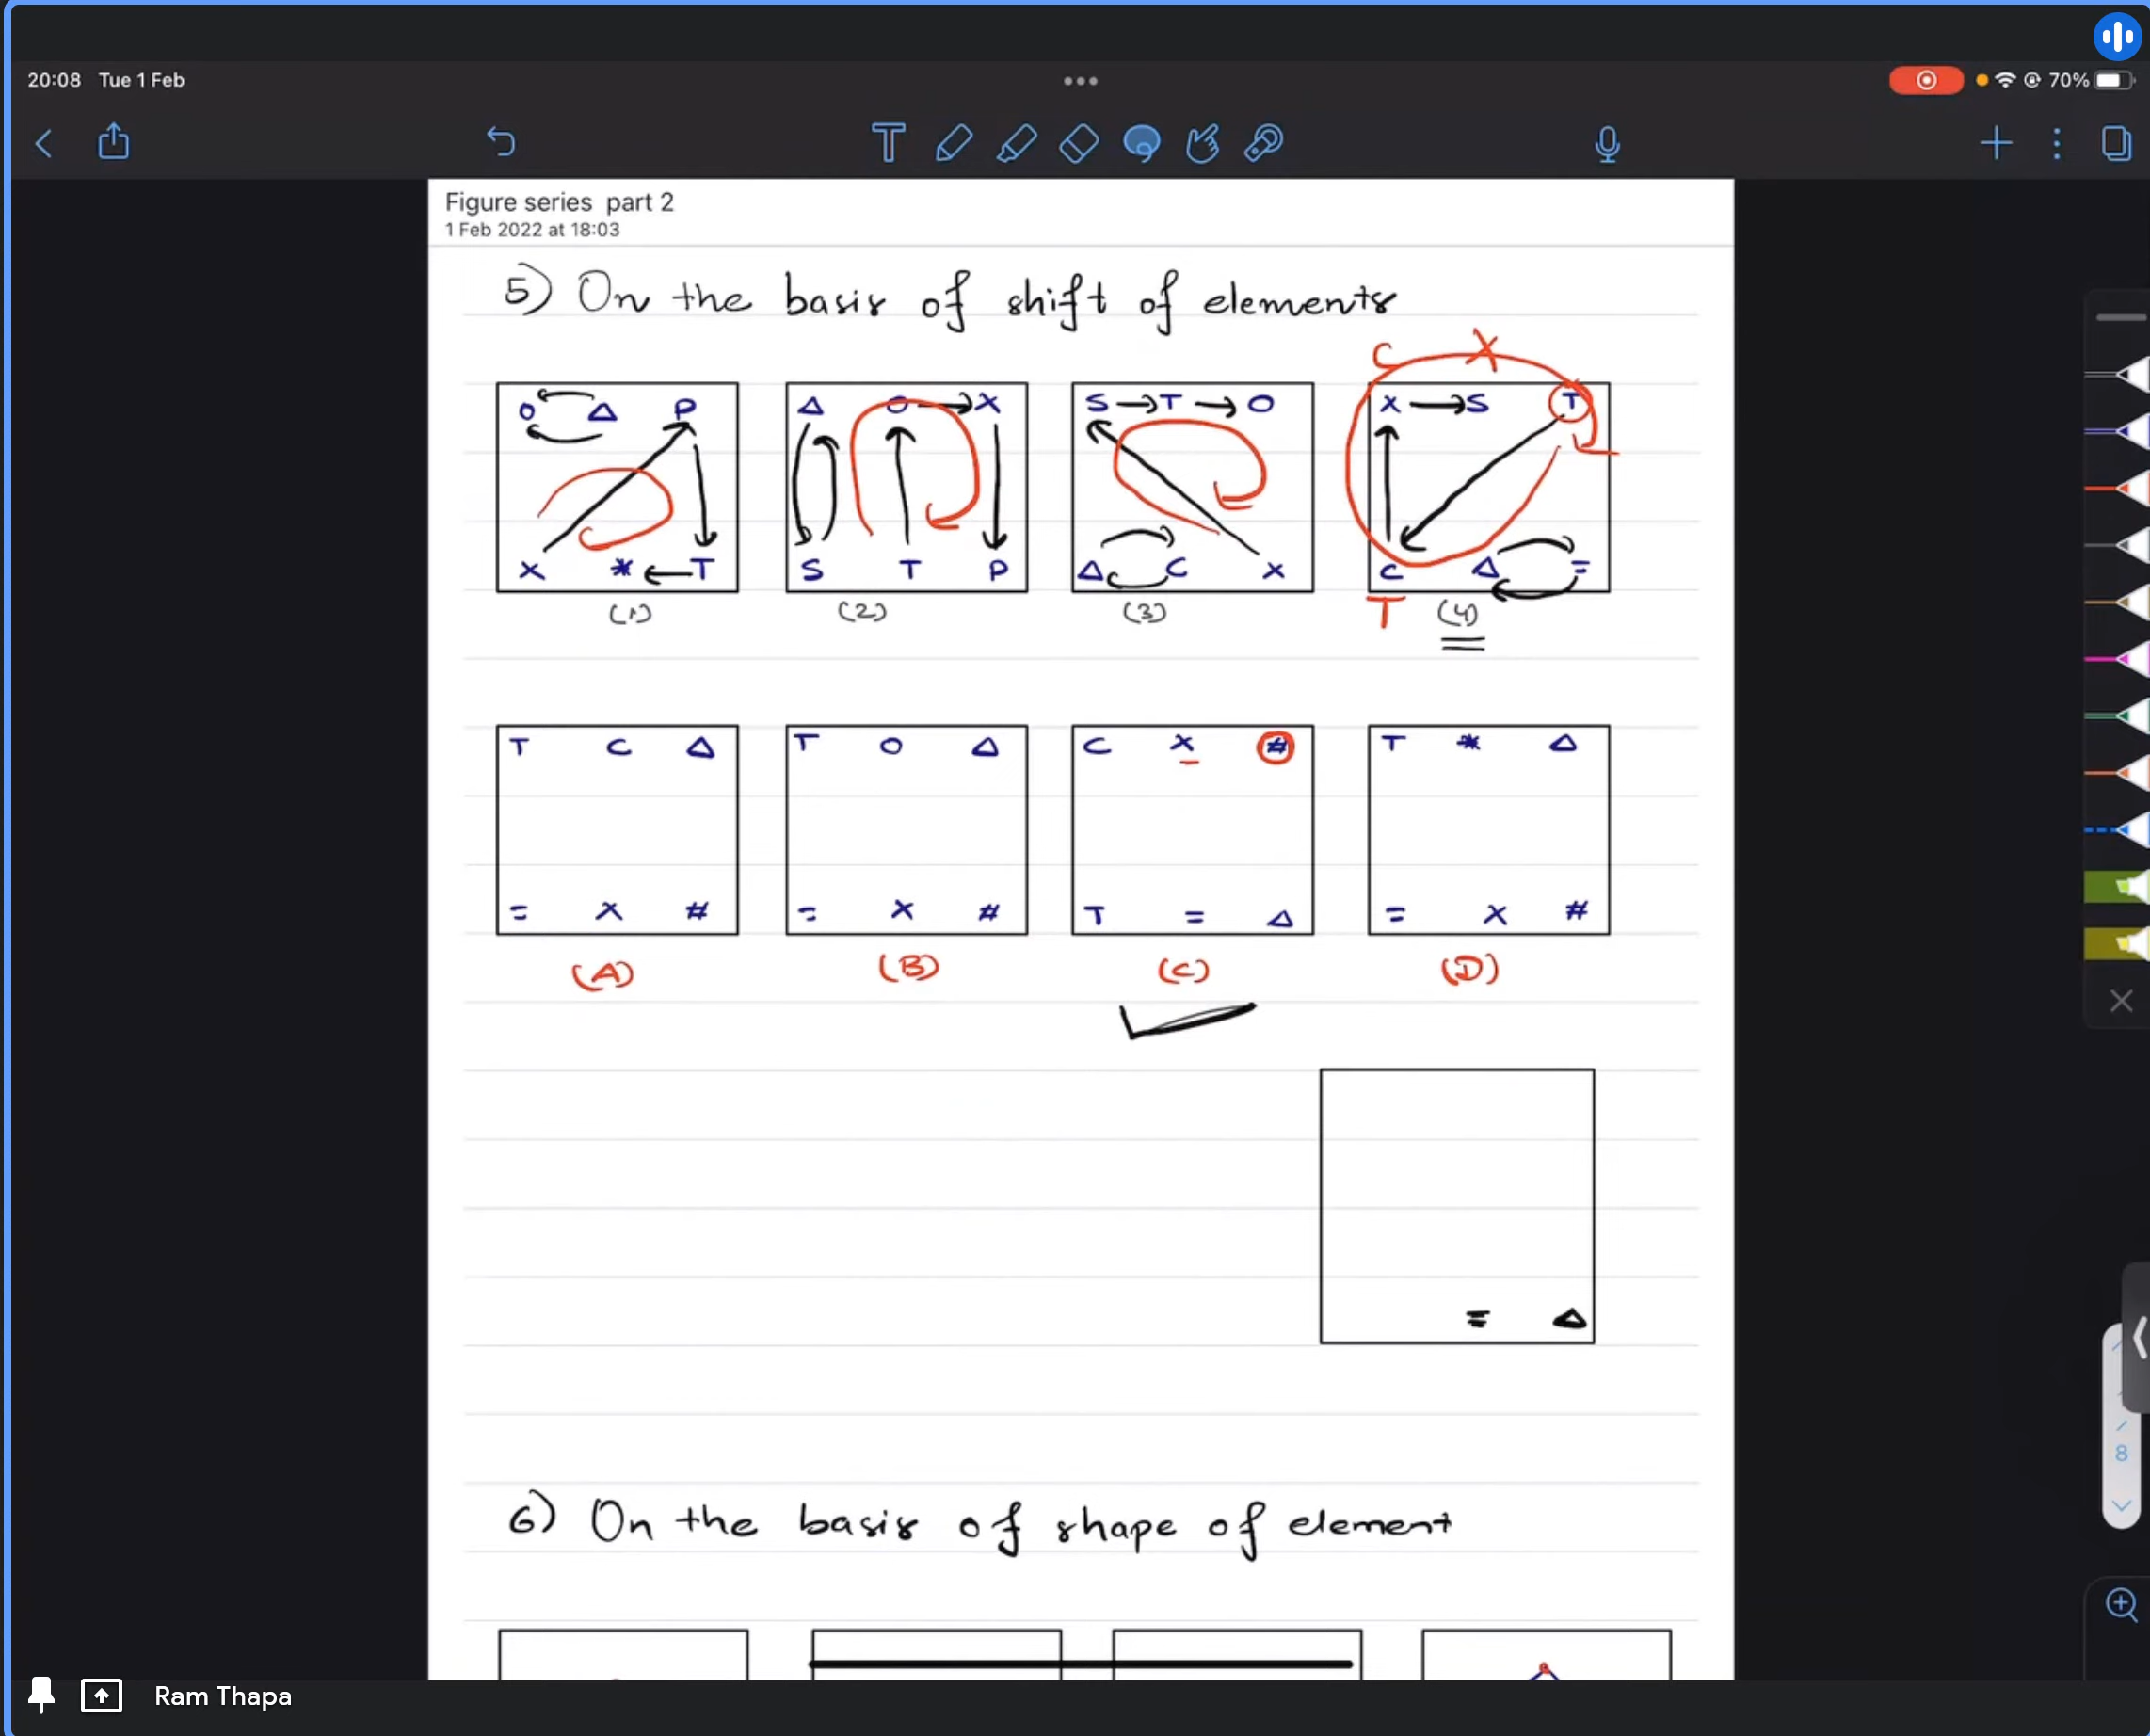 20:08 Tue 1 Feb
70%
Figure series part 2
1 Feb 2022 at 18:03
5) On the basis of shift of elements
C X
O Δ P
Δ O X
S T O
X S T
X * T
S T P
Δ C X
C Δ =
(1)
(2)
(3)
T (4)
T C Δ
T O Δ
C X #
T * Δ
= X #
= X #
T = Δ
= X #
(A)
(B)
(C)
(D)
= Δ
8
6) On the basis of shape of element
Ram Thapa